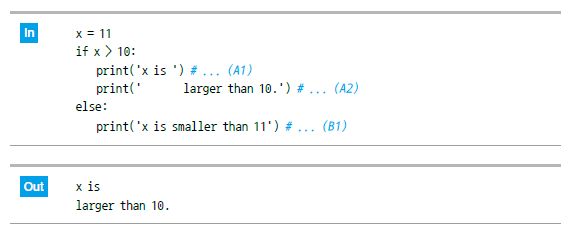 In
x = 11
if x > 10:
    print('x is ') # ... (A1)
    print('      larger than 10.') # ... (A2)
else:
    print('x is smaller than 11') # ... (B1)
Out
x is
larger than 10.